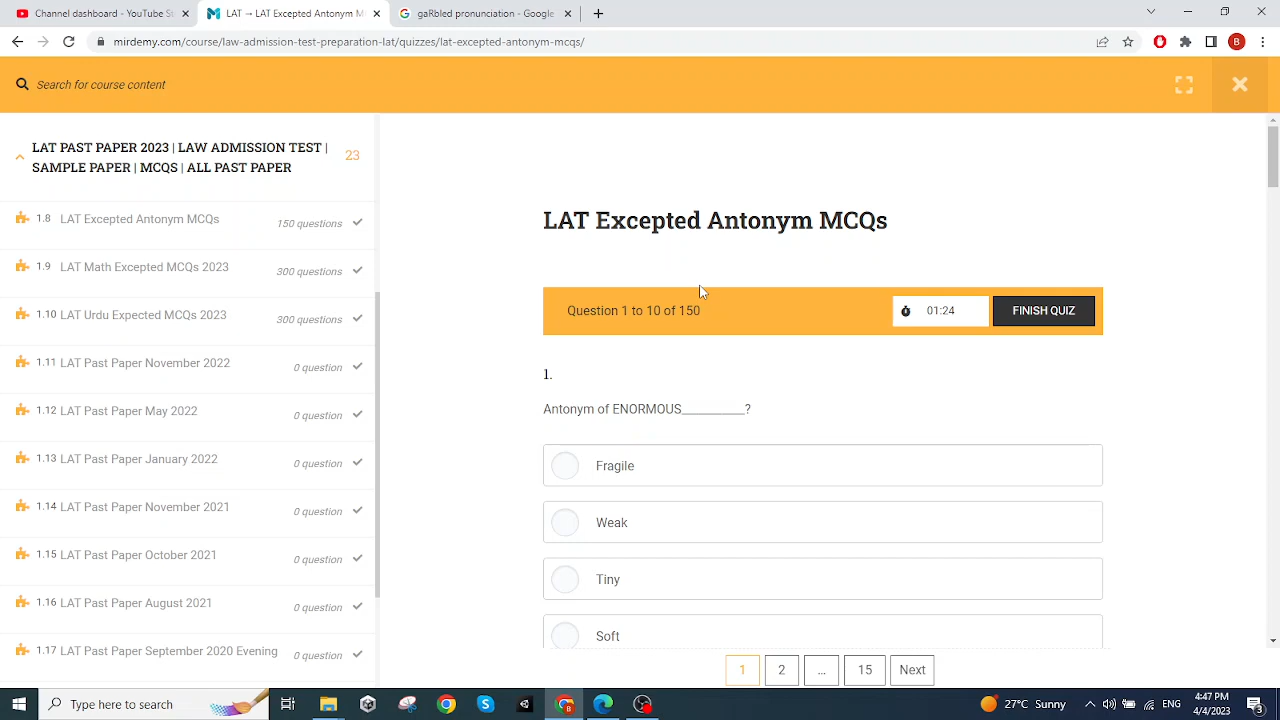 Channel dashboard - YouTube St
LAT → LAT Excepted Antonym M
gaRbled pronunciation - Google
mirdemy.com/course/law-admission-test-preparation-lat/quizzes/lat-excepted-antonym-mcqs/
B
Search for course content
LAT PAST PAPER 2023 | LAW ADMISSION TEST |
SAMPLE PAPER | MCQS | ALL PAST PAPER
23
1.8 LAT Excepted Antonym MCQs 150 questions
1.9 LAT Math Excepted MCQs 2023 300 questions
1.10 LAT Urdu Expected MCQs 2023 300 questions
1.11 LAT Past Paper November 2022 0 question
1.12 LAT Past Paper May 2022 0 question
1.13 LAT Past Paper January 2022 0 question
1.14 LAT Past Paper November 2021 0 question
1.15 LAT Past Paper October 2021 0 question
1.16 LAT Past Paper August 2021 0 question
1.17 LAT Past Paper September 2020 Evening 0 question
LAT Excepted Antonym MCQs
Question 1 to 10 of 150
01:24
FINISH QUIZ
1.
Antonym of ENORMOUS_________?
Fragile
Weak
Tiny
Soft
1 2 ... 15 Next
Type here to search
27°C Sunny
ENG
4:47 PM
4/4/2023